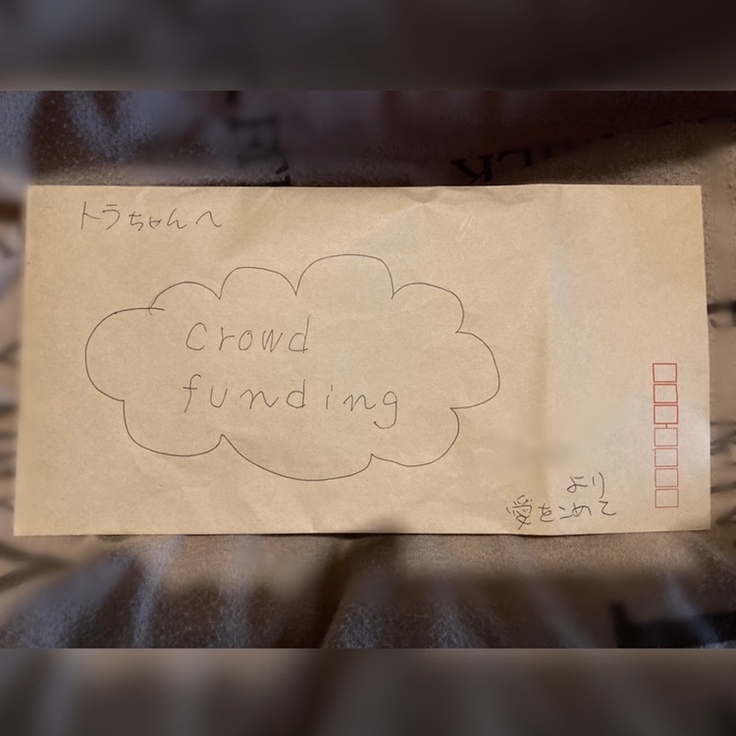 トラちゃんへ
crowd
funding
より
愛をこめて